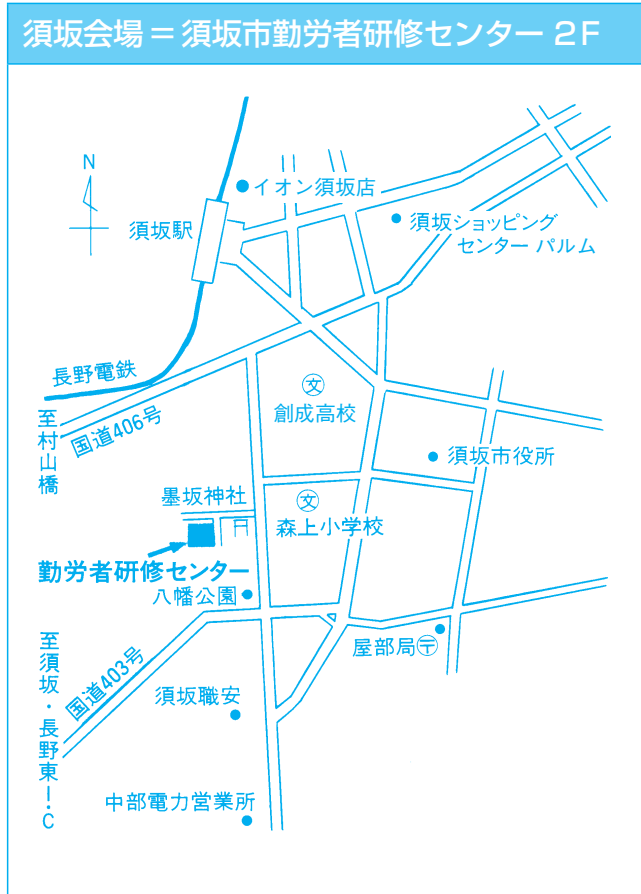 須坂会場＝須坂市勤労者研修センター 2F
N
イオン須坂店
須坂駅
須坂ショッピング
センター パルム
長野電鉄
至村山橋
国道406号
文
創成高校
須坂市役所
墨坂神社
文
森上小学校
勤労者研修センター
八幡公園
屋部局〒
至須坂・長野東I・C
国道403号
須坂職安
中部電力営業所